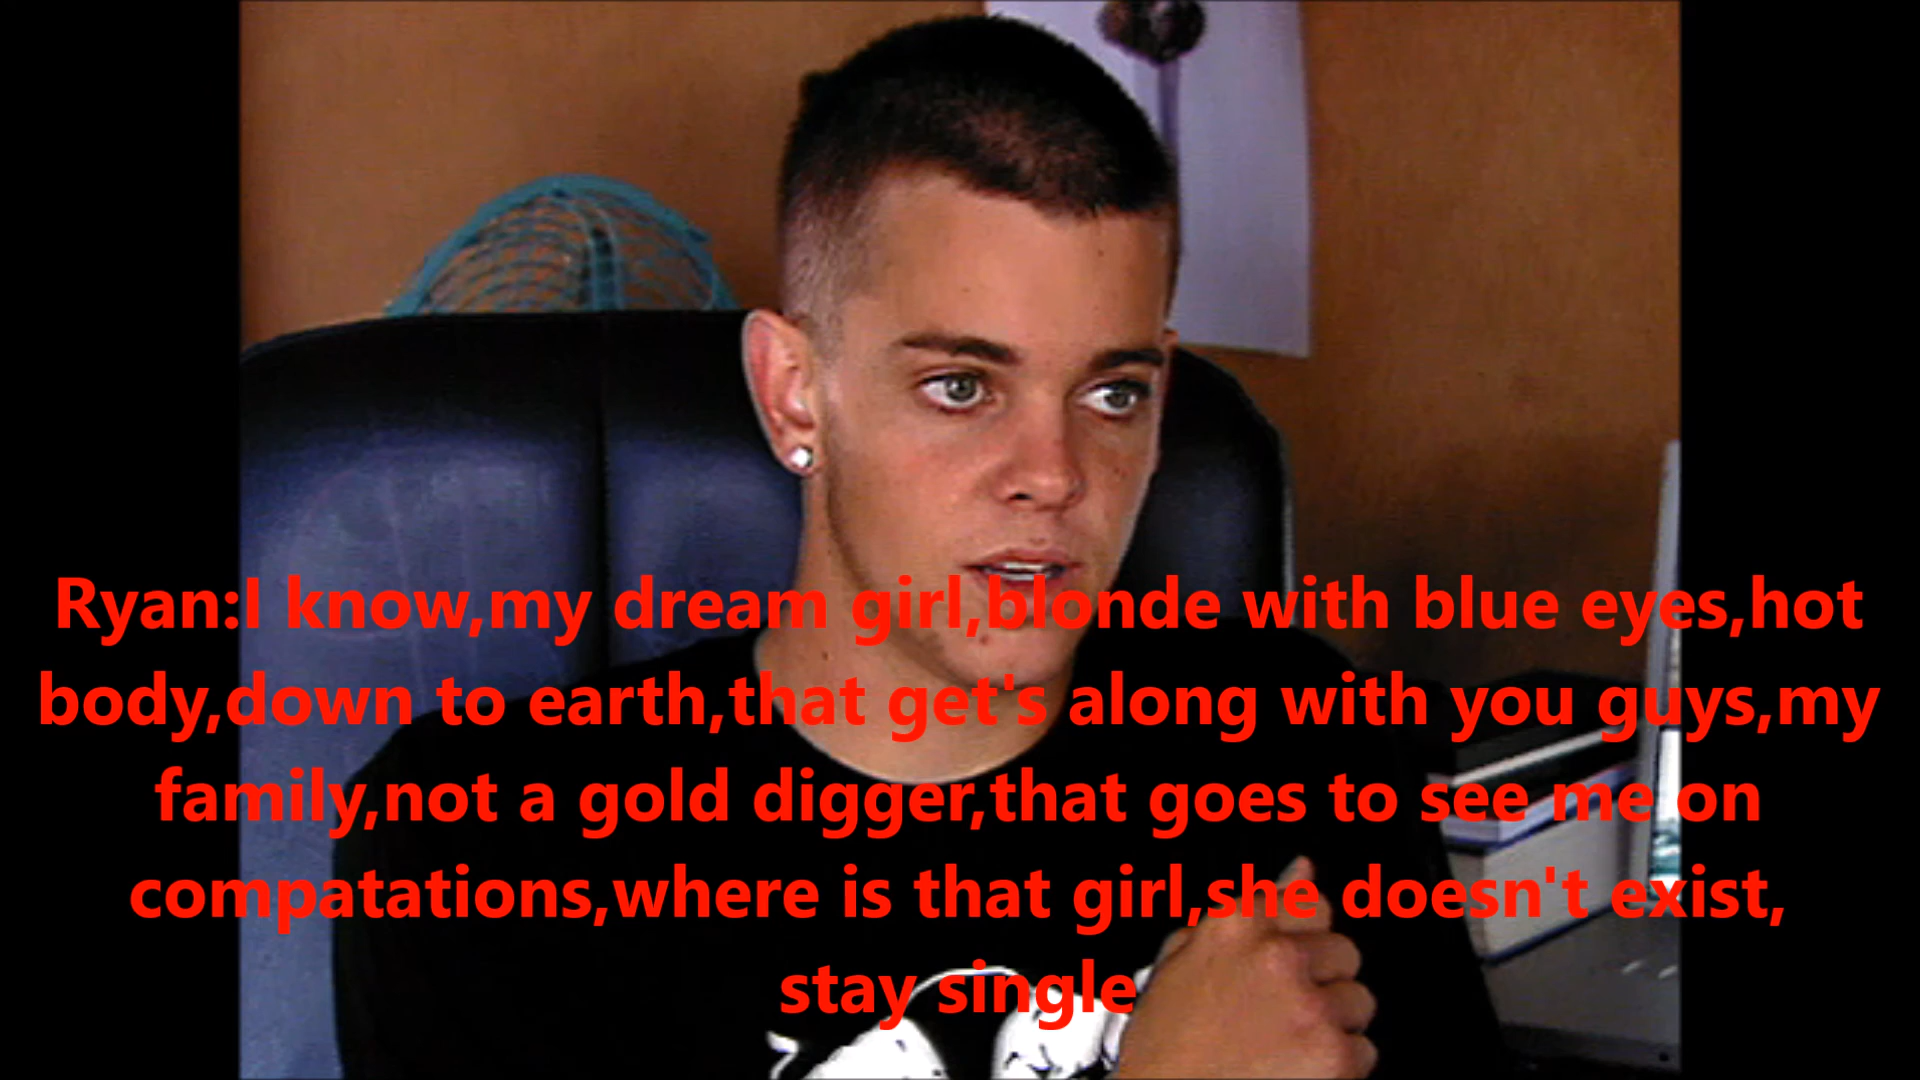 Ryan:I know,my dream girl,blonde with blue eyes,hot
body,down to earth,that get's along with you guys,my
family,not a gold digger,that goes to see me on
compatations,where is that girl,she doesn't exist,
stay single